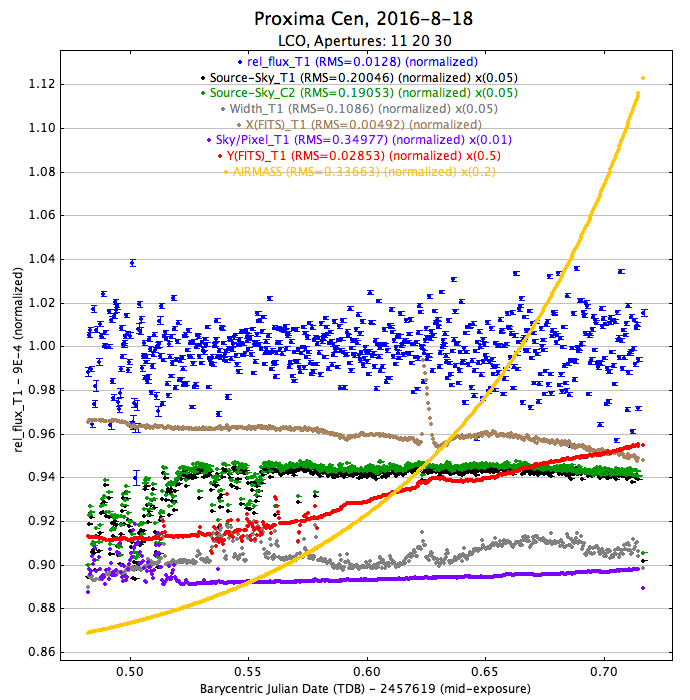 Proxima Cen, 2016-8-18
LCO, Apertures: 11 20 30
rel_flux_T1 (RMS=0.0128) (normalized)
Source-Sky_T1 (RMS=0.20046) (normalized) x(0.05)
Source-Sky_C2 (RMS=0.19053) (normalized) x(0.05)
Width_T1 (RMS=0.1086) (normalized) x(0.05)
X(FITS)_T1 (RMS=0.00492) (normalized)
Sky/Pixel_T1 (RMS=0.34977) (normalized) x(0.01)
Y(FITS)_T1 (RMS=0.02853) (normalized) x(0.5)
AIRMASS (RMS=0.33663) (normalized) x(0.2)
rel_flux_T1 - 9E-4 (normalized)
1.12
1.10
1.08
1.06
1.04
1.02
1.00
0.98
0.96
0.94
0.92
0.90
0.88
0.86
0.50
0.55
0.60
0.65
0.70
Barycentric Julian Date (TDB) - 2457619 (mid-exposure)